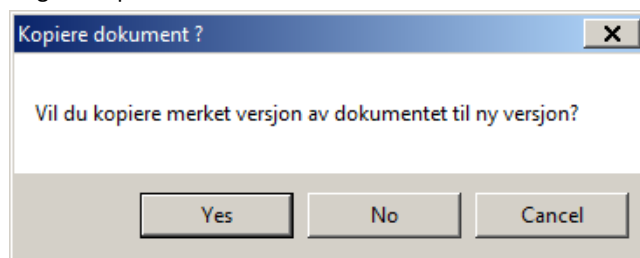 Kopiere dokument ?
Vil du kopiere merket versjon av dokumentet til ny versjon?
Yes No Cancel